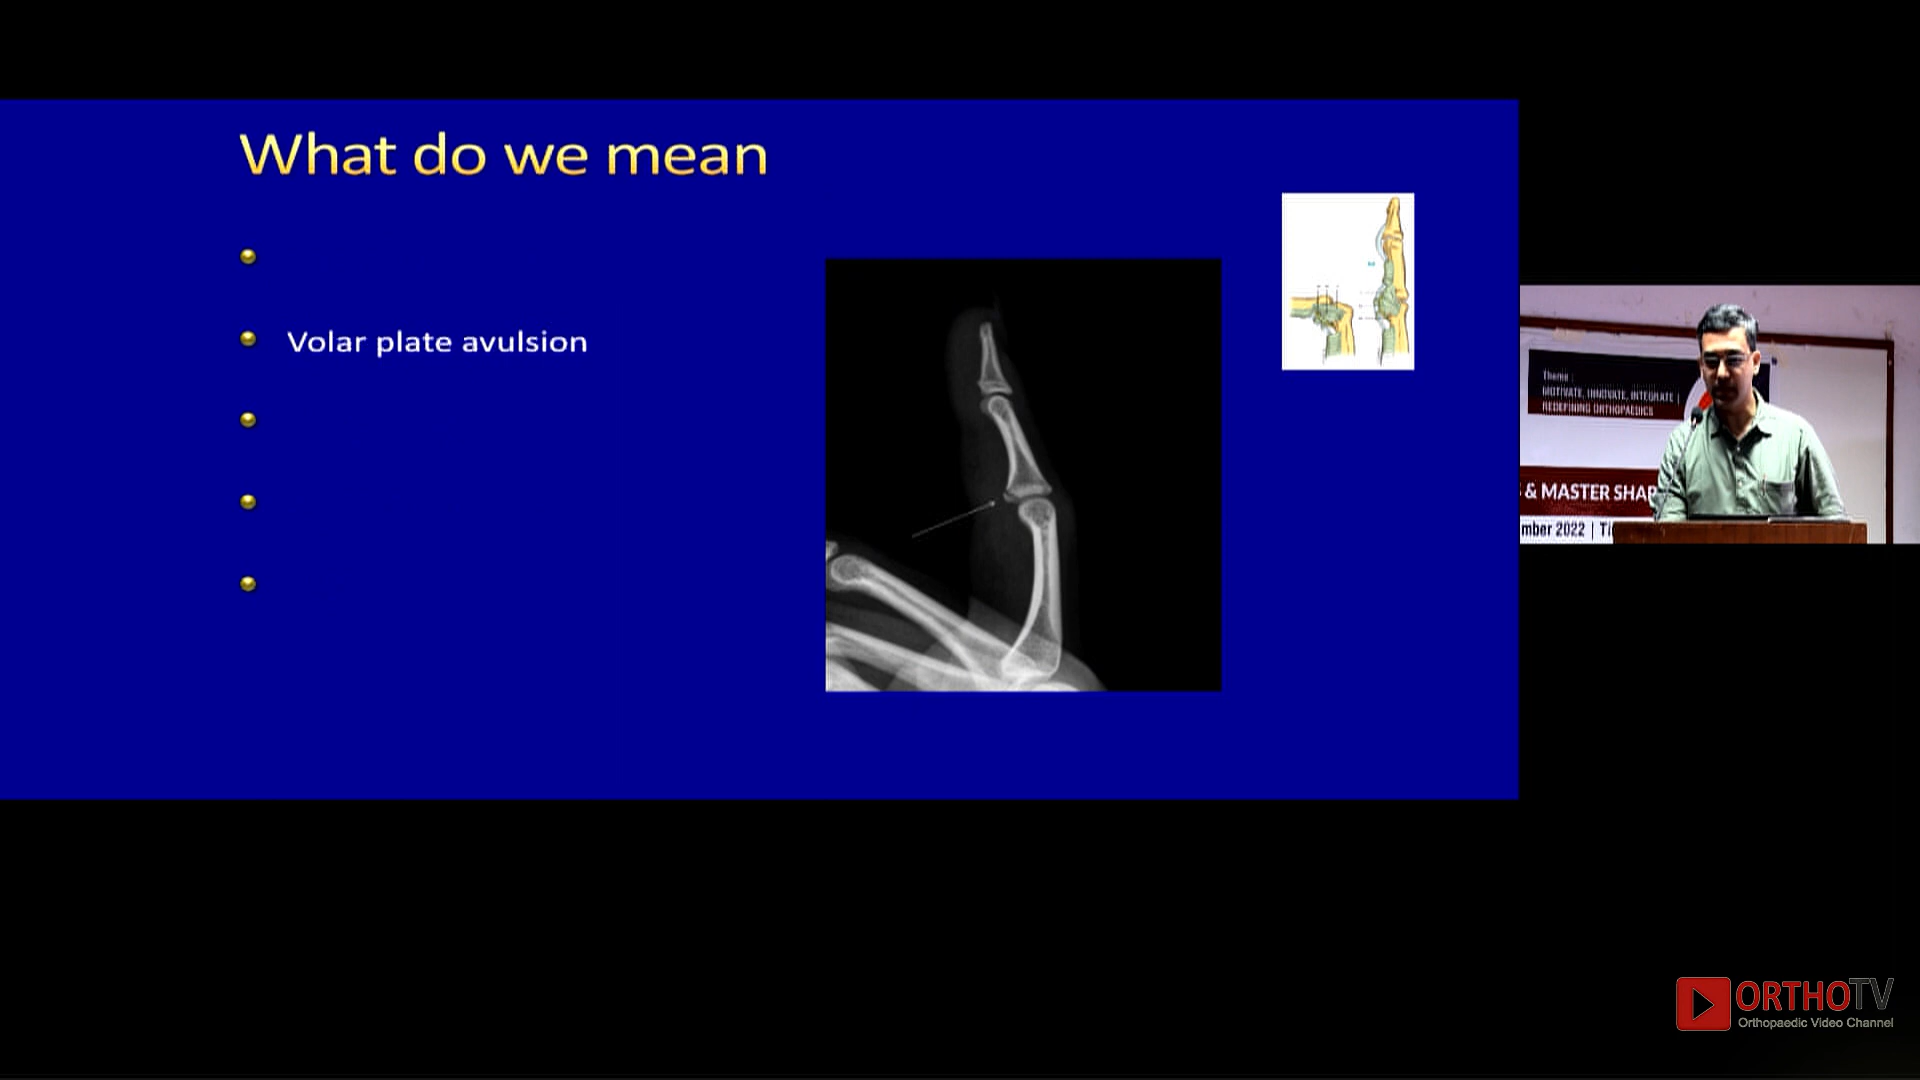 What do we mean
Volar plate avulsion
Theme :
MOTIVATE, INNOVATE, INTEGRATE |
REDEFINING ORTHOPAEDICS
& MASTER SHAR
mber 2022 | Ti
ORTHOTV
Orthopaedic Video Channel